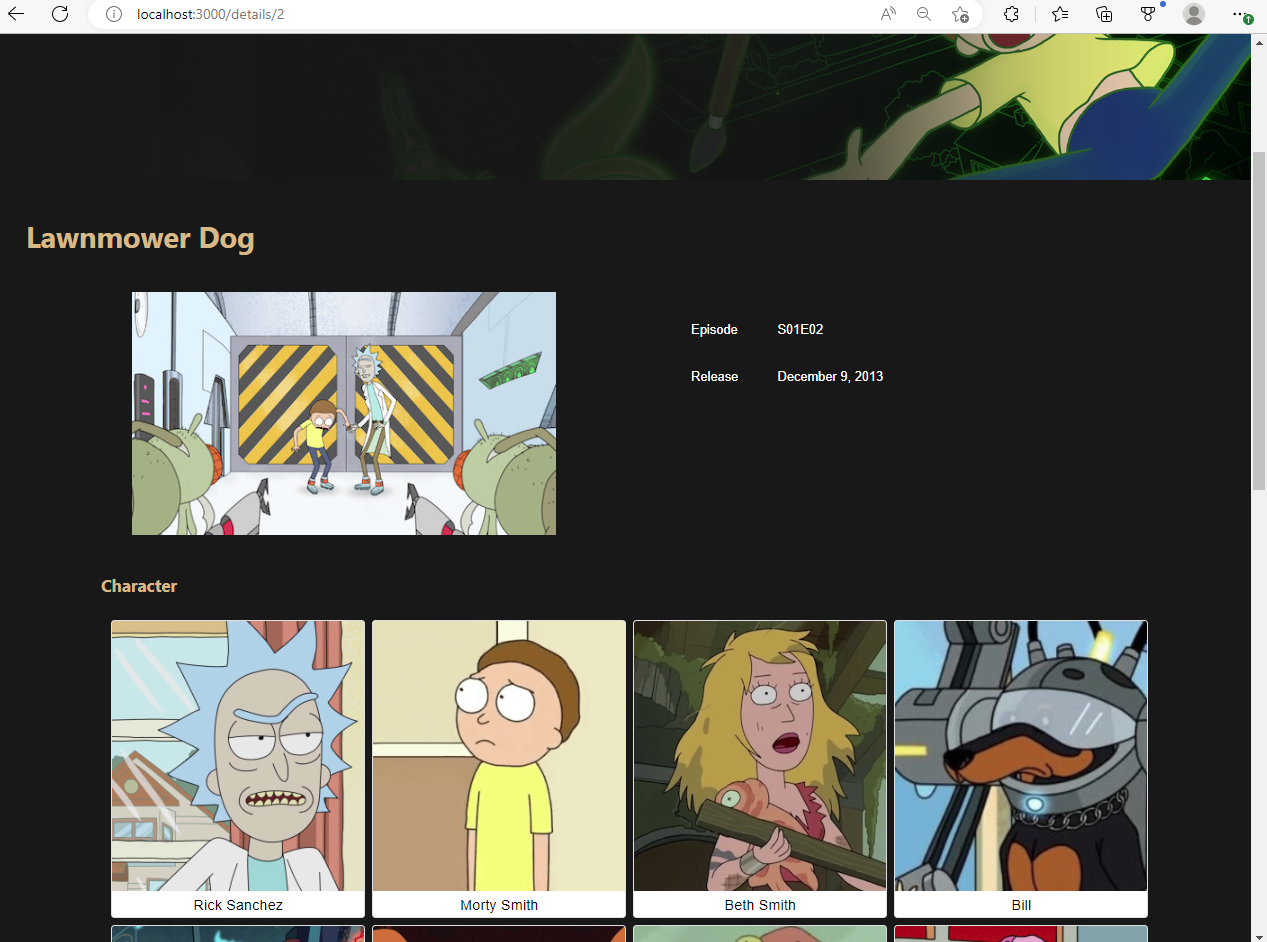 localhost:3000/details/2
Lawnmower Dog
Episode S01E02
Release December 9, 2013
Character
Rick Sanchez
Morty Smith
Beth Smith
Bill